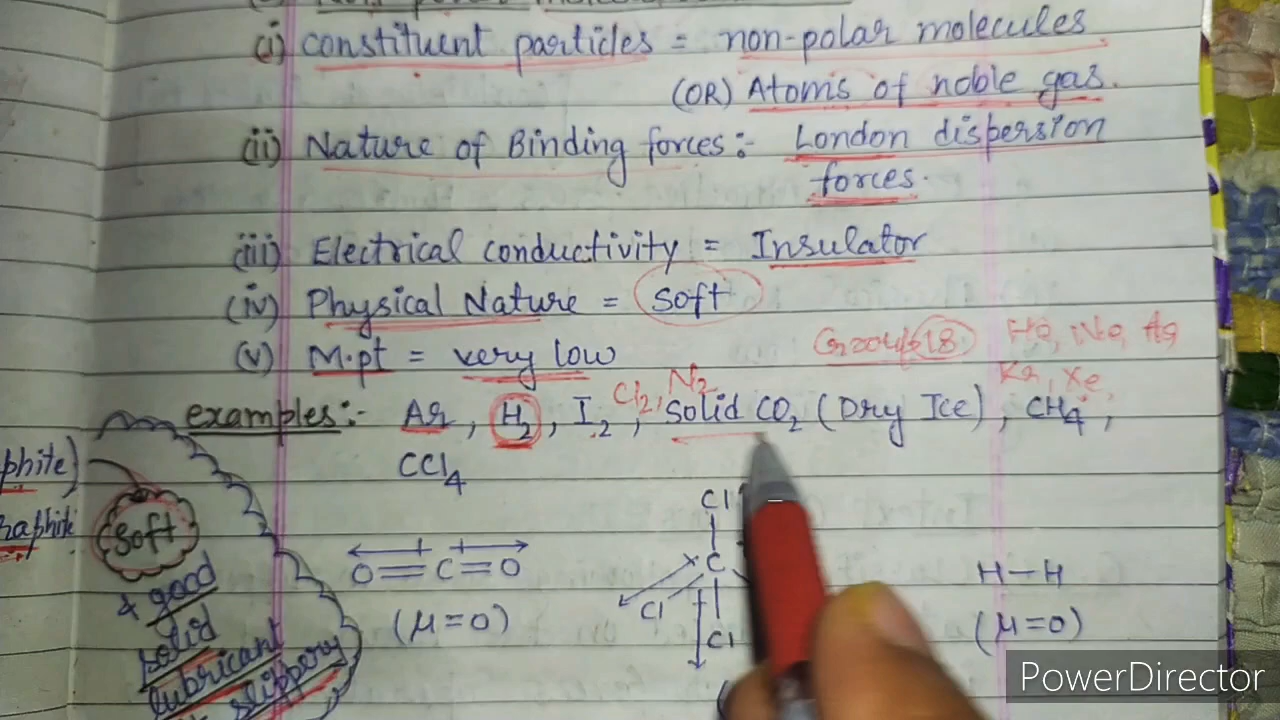 (i) constituent particles = non-polar molecules
(OR) Atoms of noble gas.
(ii) Nature of Binding forces:- London dispersion
forces.
(iii) Electrical conductivity = Insulator
(iv) Physical Nature = soft
(v) M.pt = very low
Group 18 He, Ne, Ar
Kr, Xe
Cl2, N2
examples:- Ar, H2, I2, solid CO2 (Dry Ice), CH4,
CCl4
phite)
raphite
soft
& good
solid
lubricant
slippery
O=C=O
(μ=0)
Cl
C
Cl
Cl
H-H
(μ=0)
PowerDirector